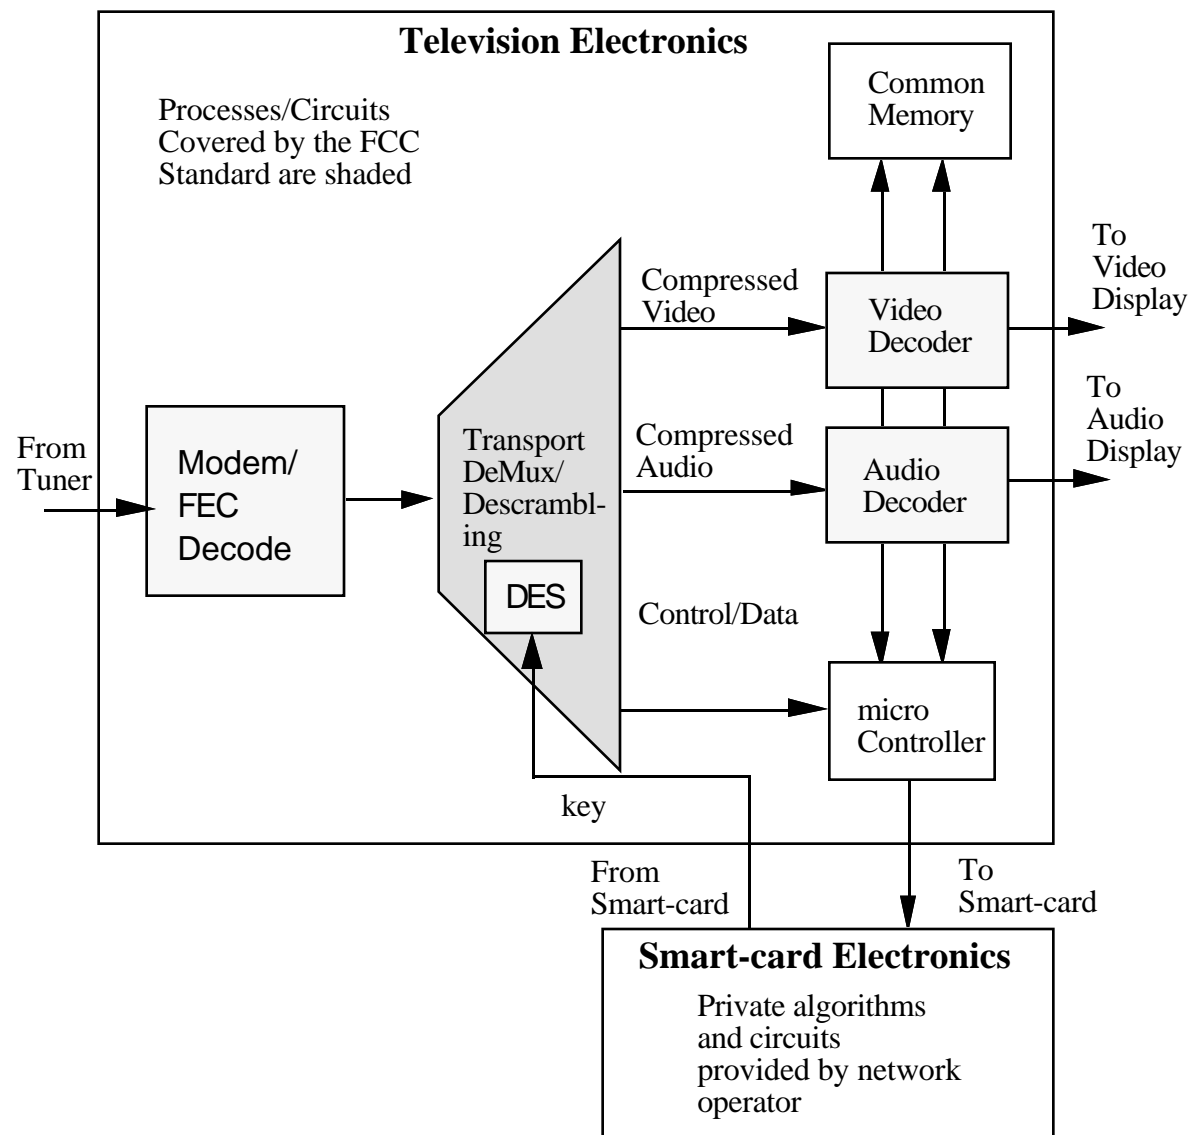 Television Electronics
Common
Memory
Processes/Circuits
Covered by the FCC
Standard are shaded
To
Video
Display
Compressed
Video
Video
Decoder
To
Audio
Display
From
Tuner
Modem/
FEC
Decode
Transport
DeMux/
Descrambl-
ing
Compressed
Audio
Audio
Decoder
DES
Control/Data
micro
Controller
key
From
Smart-card
To
Smart-card
Smart-card Electronics
Private algorithms
and circuits
provided by network
operator